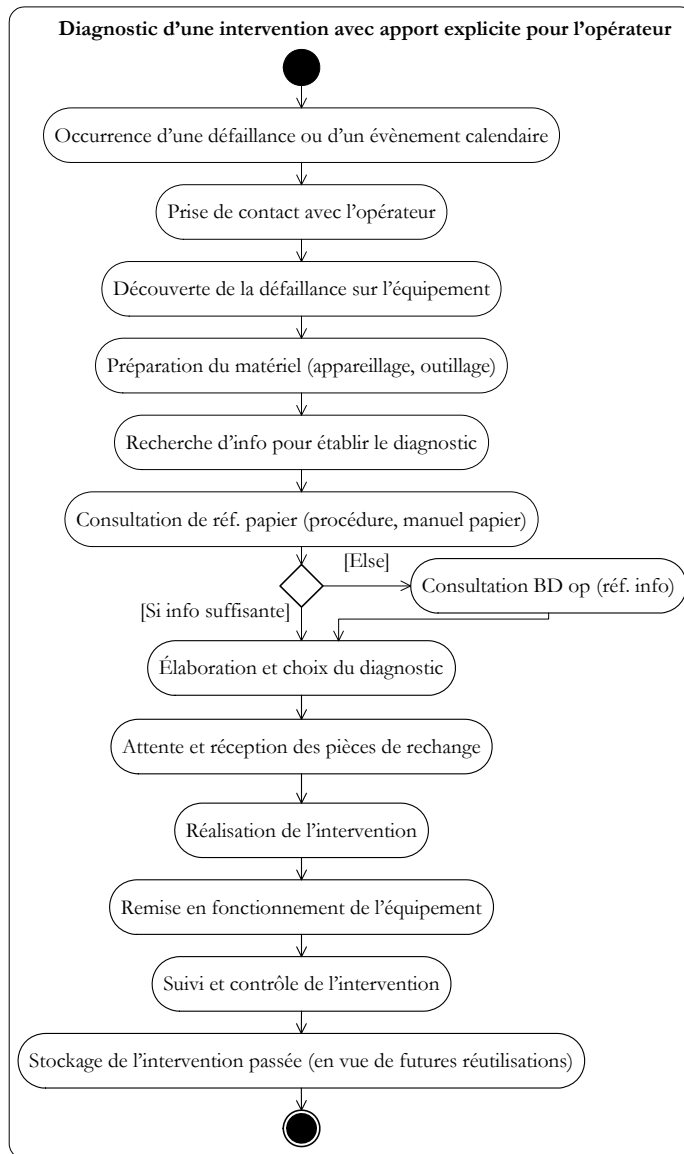 Diagnostic d’une intervention avec apport explicite pour l’opérateur
Occurrence d’une défaillance ou d’un évènement calendaire
Prise de contact avec l’opérateur
Découverte de la défaillance sur l’équipement
Préparation du matériel (appareillage, outillage)
Recherche d’info pour établir le diagnostic
Consultation de réf. papier (procédure, manuel papier)
[Else]
Consultation BD op (réf. info)
[Si info suffisante]
Élaboration et choix du diagnostic
Attente et réception des pièces de rechange
Réalisation de l’intervention
Remise en fonctionnement de l’équipement
Suivi et contrôle de l’intervention
Stockage de l’intervention passée (en vue de futures réutilisations)